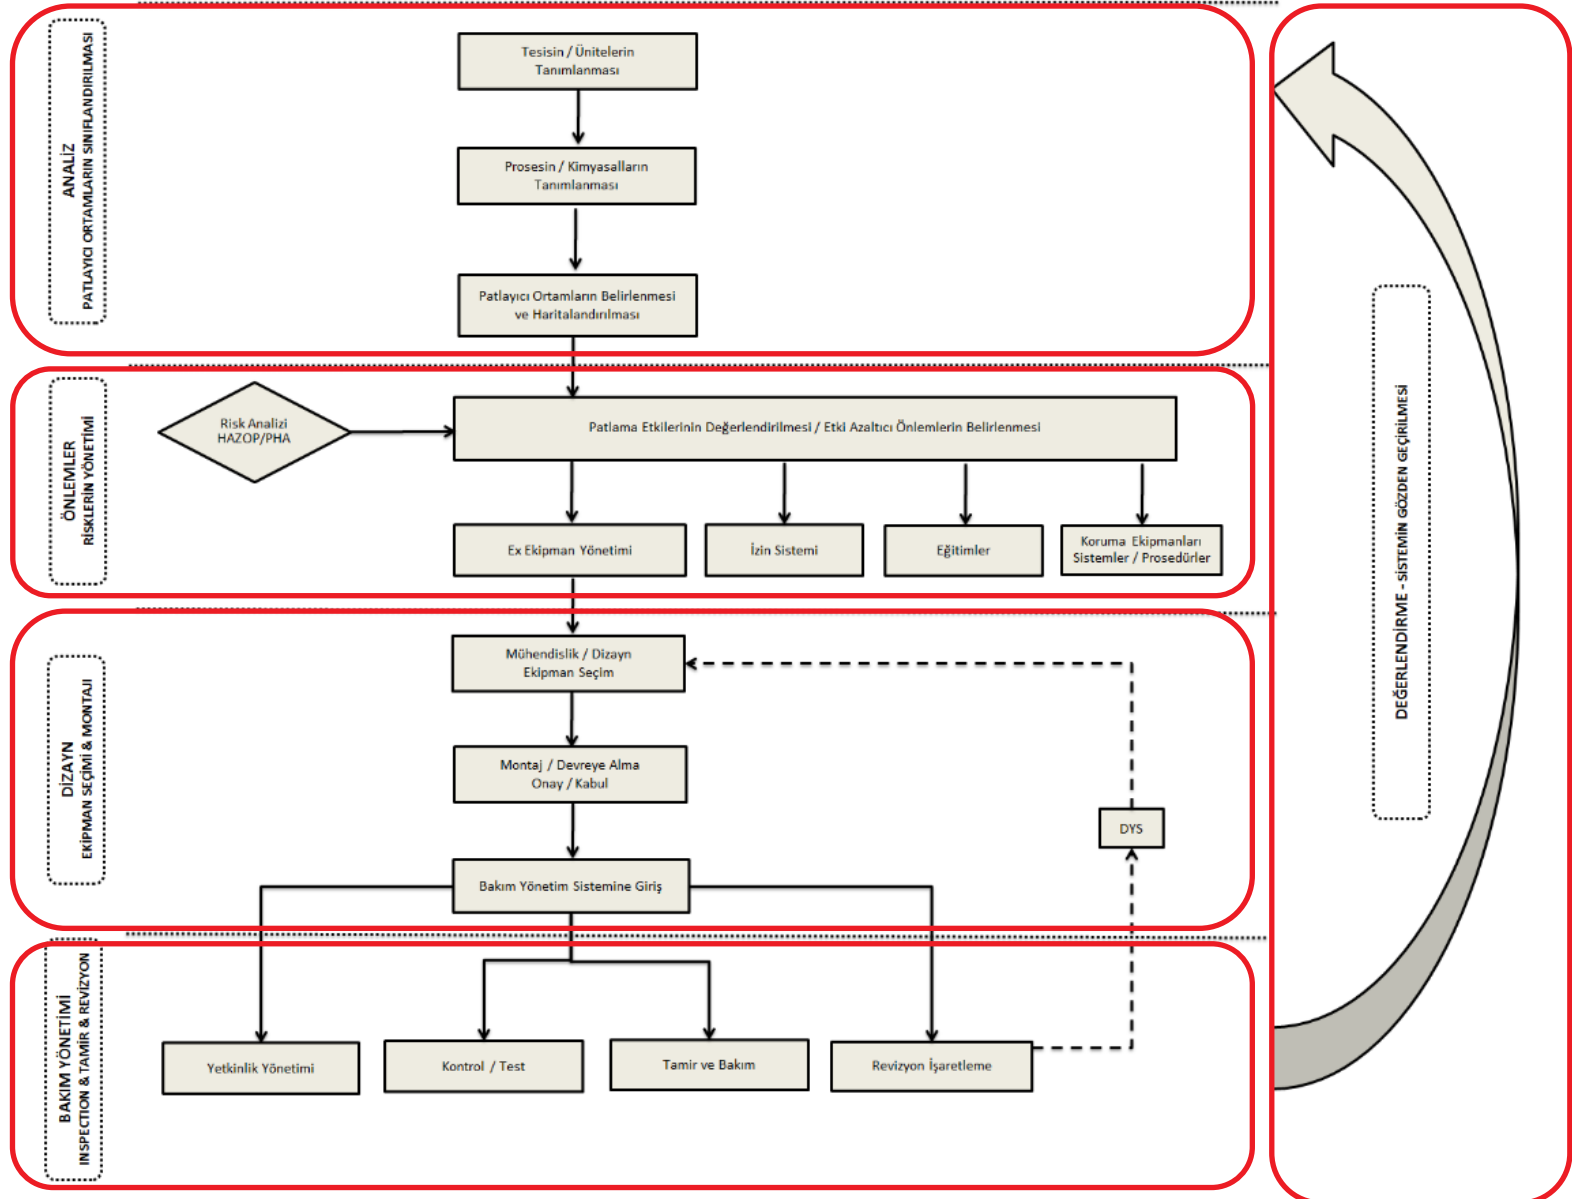 ANALİZ
PATLAYICI ORTAMLARIN SINIFLANDIRILMASI
Tesisin / Ünitelerin
Tanımlanması
Prosesin / Kimyasalların
Tanımlanması
Patlayıcı Ortamların Belirlenmesi
ve Haritalandırılması
ÖNLEMLER
RİSKLERİN YÖNETİMİ
Risk Analizi
HAZOP/PHA
Patlama Etkilerinin Değerlendirilmesi / Etki Azaltıcı Önlemlerin Belirlenmesi
Ex Ekipman Yönetimi
İzin Sistemi
Eğitimler
Koruma Ekipmanları
Sistemler / Prosedürler
DİZAYN
EKİPMAN SEÇİMİ & MONTAJI
Mühendislik / Dizayn
Ekipman Seçim
Montaj / Devreye Alma
Onay / Kabul
DYS
Bakım Yönetim Sistemine Giriş
BAKIM YÖNETİMİ
INSPECTION & TAMİR & REVİZYON
Yetkinlik Yönetimi
Kontrol / Test
Tamir ve Bakım
Revizyon İşaretleme
DEĞERLENDİRME - SİSTEMİN GÖZDEN GEÇİRİLMESİ